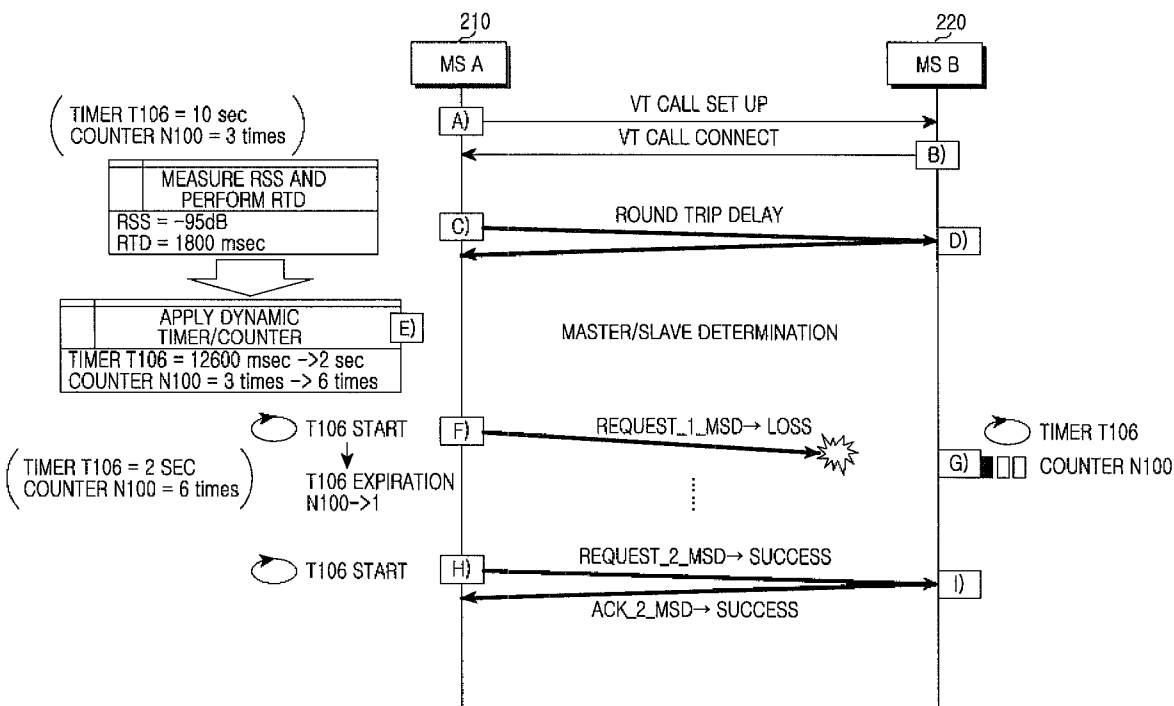 210
220
MS A
MS B
TIMER T106 = 10 sec
COUNTER N100 = 3 times
A)
VT CALL SET UP
VT CALL CONNECT
B)
MEASURE RSS AND
PERFORM RTD
RSS = -95dB
RTD = 1800 msec
C)
ROUND TRIP DELAY
D)
APPLY DYNAMIC
TIMER/COUNTER
E)
TIMER T106 = 12600 msec ->2 sec
COUNTER N100 = 3 times -> 6 times
MASTER/SLAVE DETERMINATION
T106 START
F)
REQUEST_1_MSD→ LOSS
TIMER T106
G)
COUNTER N100
TIMER T106 = 2 SEC
COUNTER N100 = 6 times
T106 EXPIRATION
N100->1
T106 START
H)
REQUEST_2_MSD→ SUCCESS
I)
ACK_2_MSD→ SUCCESS